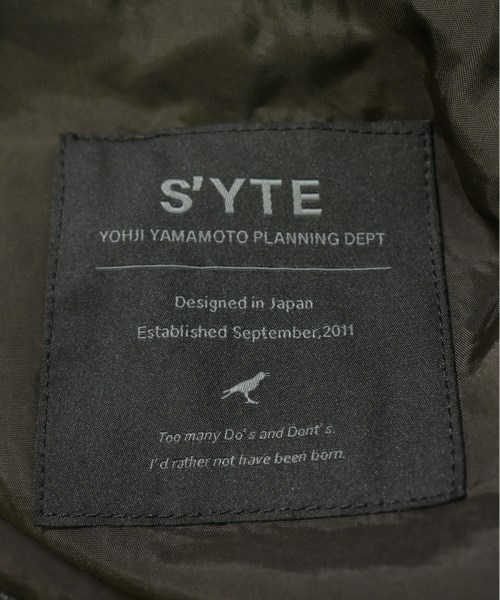 S'YTE
YOHJI YAMAMOTO PLANNING DEPT
Designed in Japan
Established September,2011
Too many Do's and Dont's.
I'd rather not have been born.